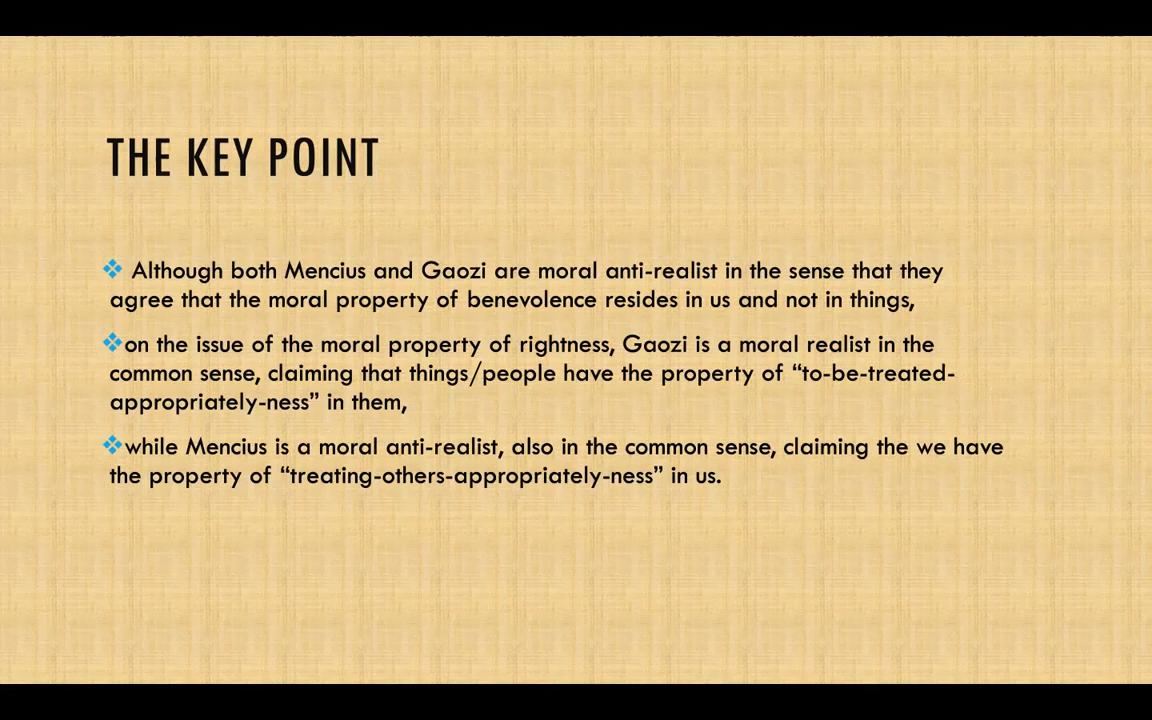 THE KEY POINT
❖ Although both Mencius and Gaozi are moral anti-realist in the sense that they
agree that the moral property of benevolence resides in us and not in things,
❖on the issue of the moral property of rightness, Gaozi is a moral realist in the
common sense, claiming that things/people have the property of “to-be-treated-
appropriately-ness” in them,
❖while Mencius is a moral anti-realist, also in the common sense, claiming the we have
the property of “treating-others-appropriately-ness” in us.